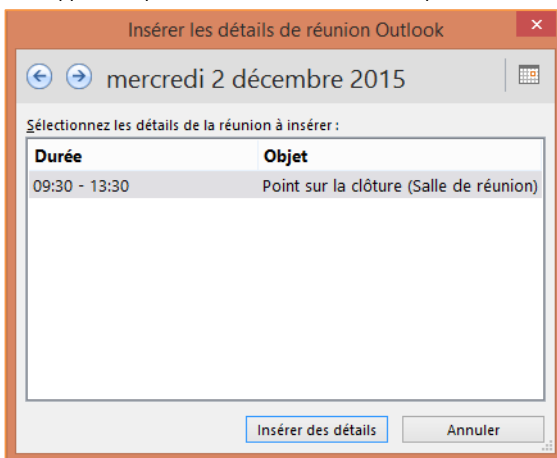 Insérer les détails de réunion Outlook
mercredi 2 décembre 2015
Sélectionnez les détails de la réunion à insérer :
Durée Objet
09:30 - 13:30 Point sur la clôture (Salle de réunion)
Insérer des détails Annuler